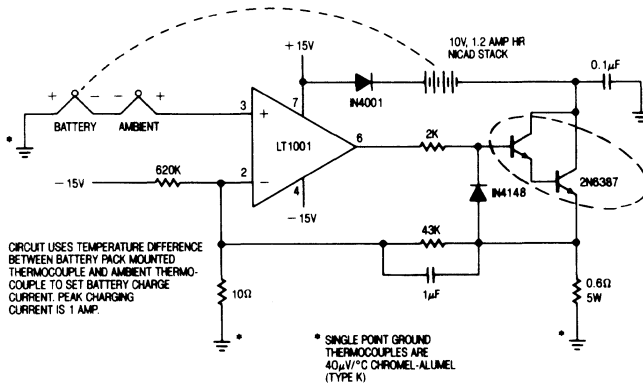 10V, 1.2 AMP HR
NICAD STACK
+15V
0.1μF
IN4001
7
+ - - +
BATTERY
AMBIENT
3
+
LT1001
6
2K
*
620K
-15V
2
-
4
-15V
IN4148
2N6387
CIRCUIT USES TEMPERATURE DIFFERENCE
BETWEEN BATTERY PACK MOUNTED
THERMOCOUPLE AND AMBIENT THERMO-
COUPLE TO SET BATTERY CHARGE
CURRENT. PEAK CHARGING
CURRENT IS 1 AMP.
43K
1μF
10Ω
*
0.6Ω
5W
*
* SINGLE POINT GROUND
THERMOCOUPLES ARE
40μV/°C CHROMEL-ALUMEL
(TYPE K)